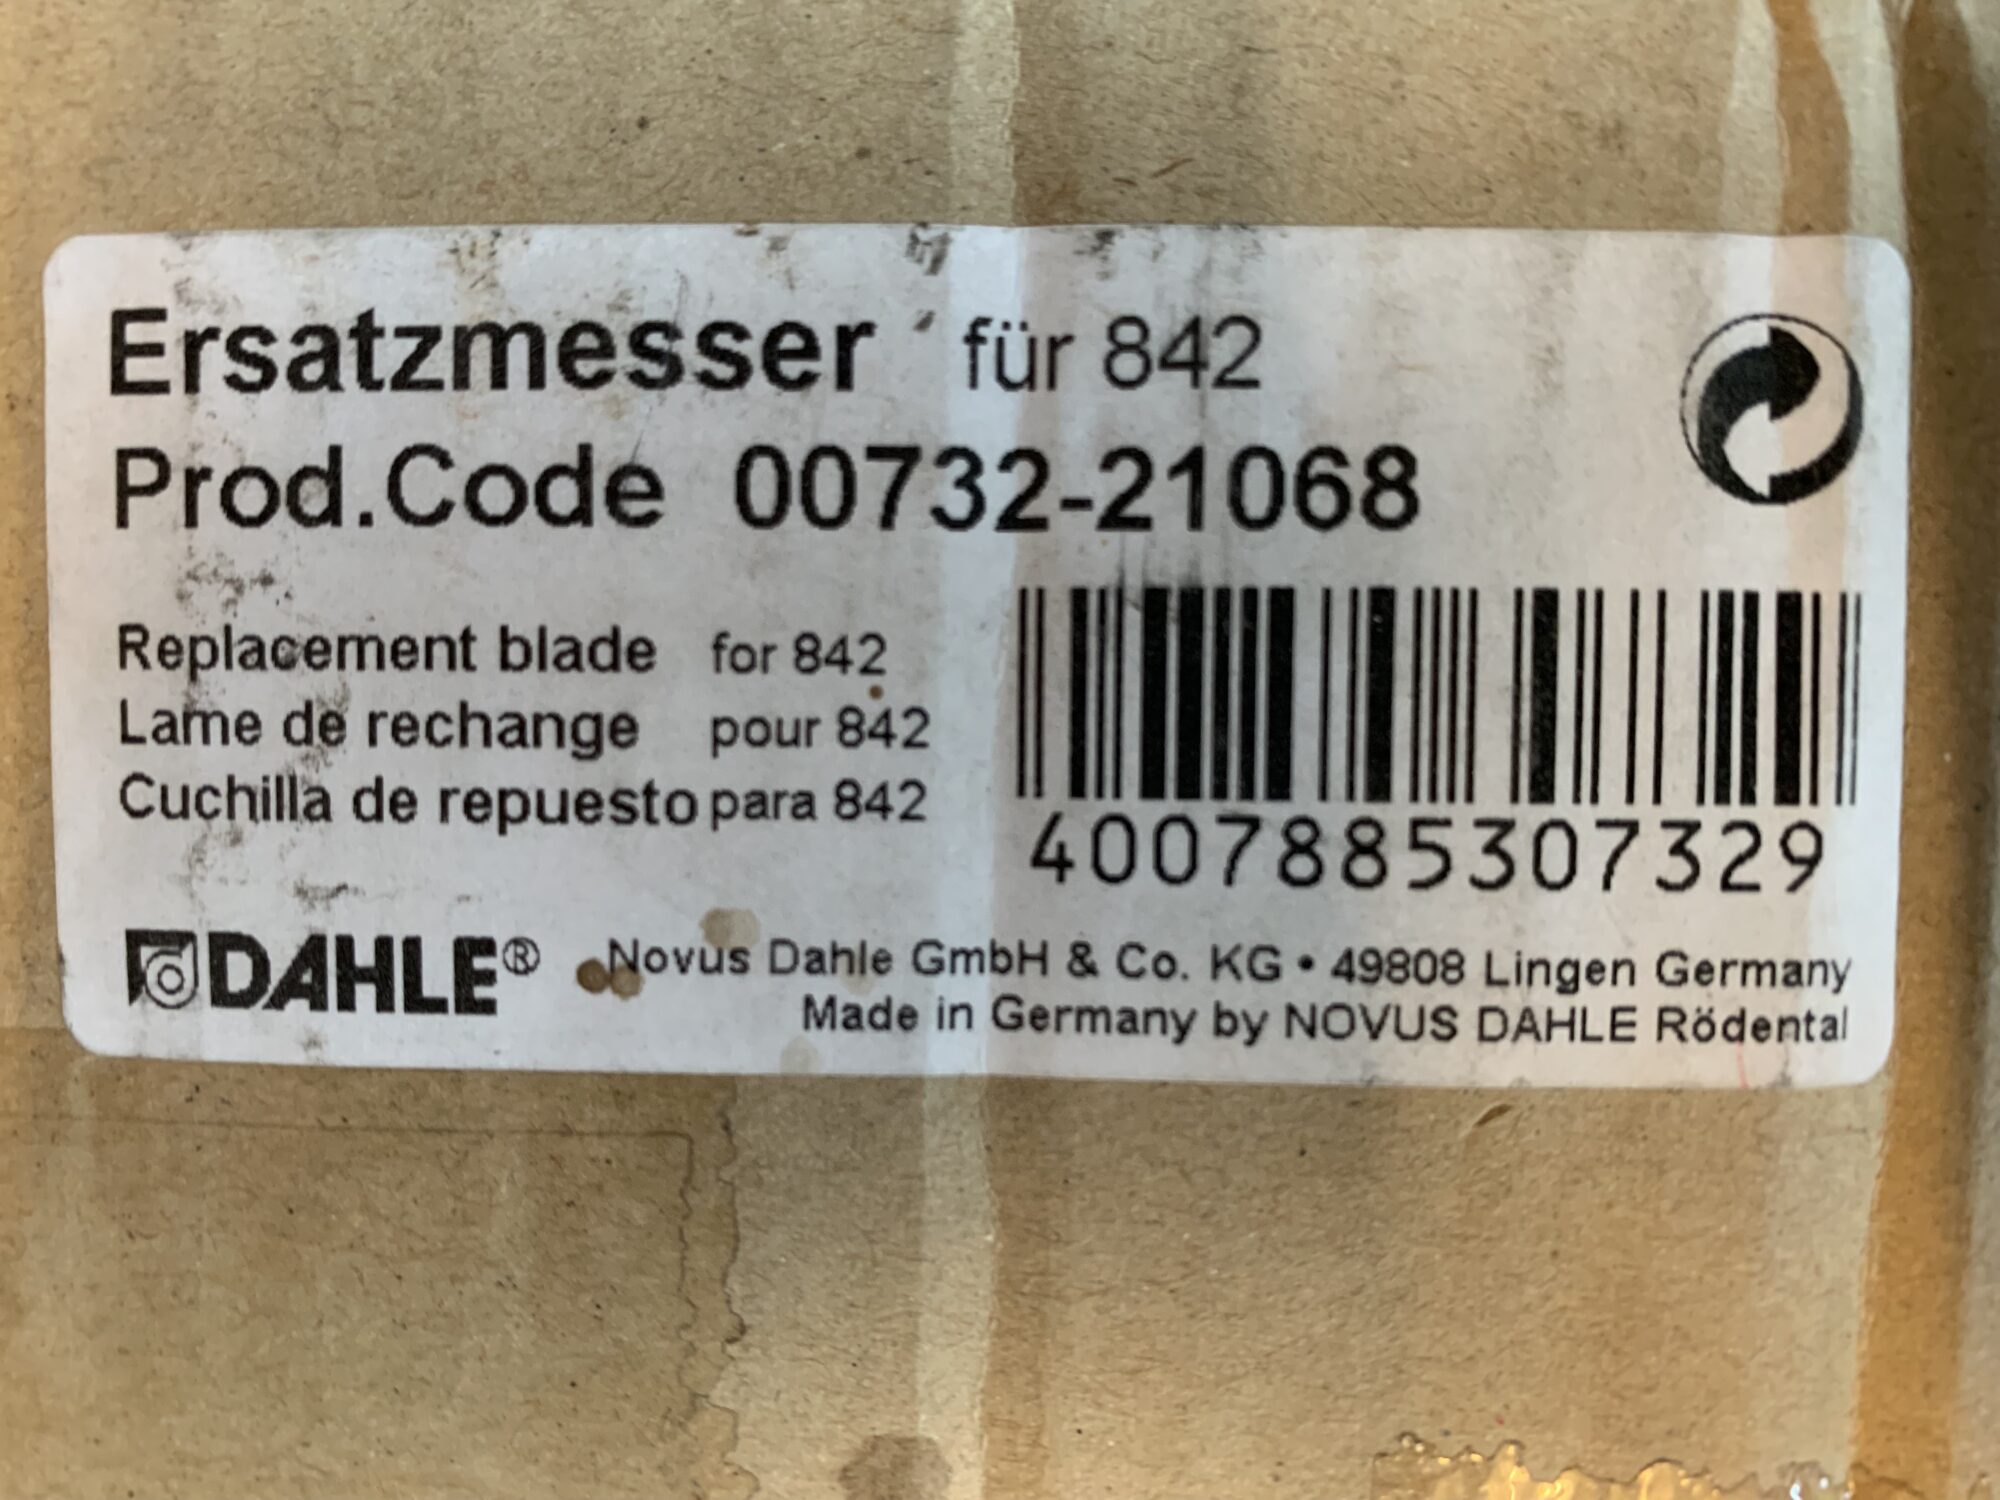 Ersatzmesser für 842
Prod.Code 00732-21068
Replacement blade for 842
Lame de rechange pour 842
Cuchilla de repuesto para 842
4007885307329
DAHLE® Novus Dahle GmbH & Co. KG • 49808 Lingen Germany
Made in Germany by NOVUS DAHLE Rödental